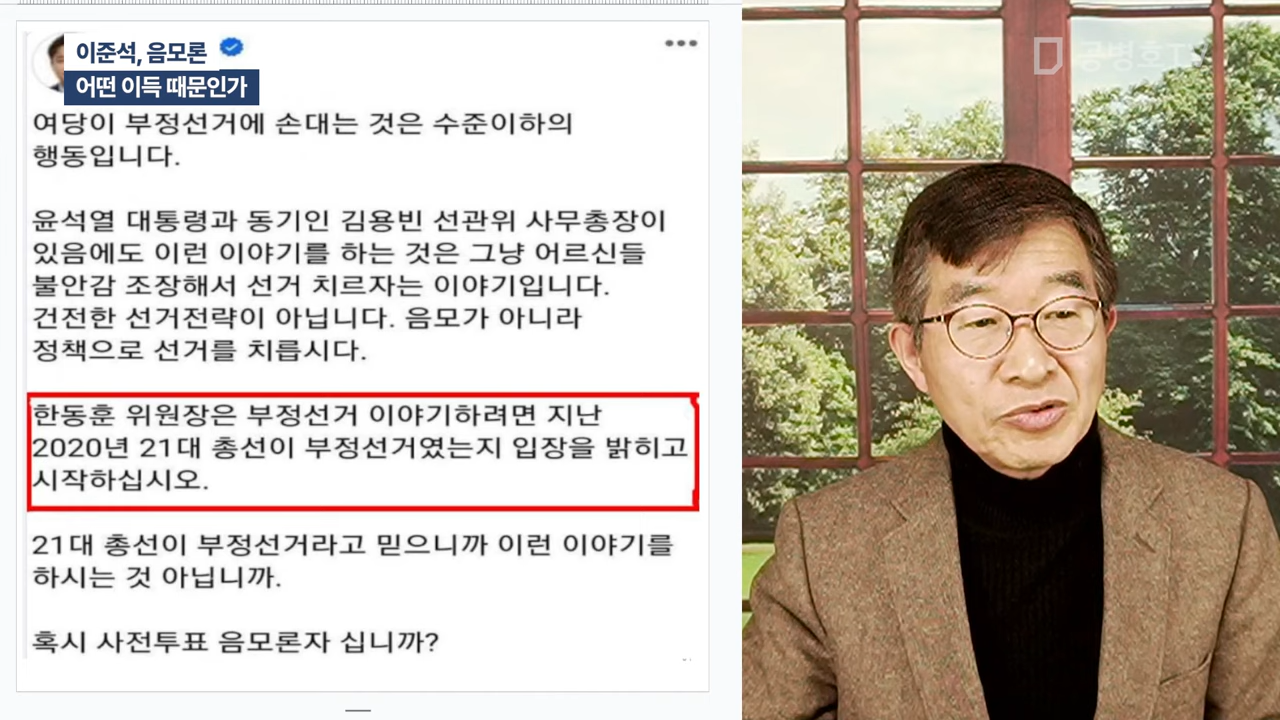 이준석, 음모론
어떤 이득 때문인가
여당이 부정선거에 손대는 것은 수준이하의
행동입니다.
윤석열 대통령과 동기인 김용빈 선관위 사무총장이
있음에도 이런 이야기를 하는 것은 그냥 어르신들
불안감 조장해서 선거 치르자는 이야기입니다.
건전한 선거전략이 아닙니다. 음모가 아니라
정책으로 선거를 치릅시다.
한동훈 위원장은 부정선거 이야기하려면 지난
2020년 21대 총선이 부정선거였는지 입장을 밝히고
시작하십시오.
21대 총선이 부정선거라고 믿으니까 이런 이야기를
하시는 것 아닙니까.
혹시 사전투표 음모론자 십니까?
공병호TV